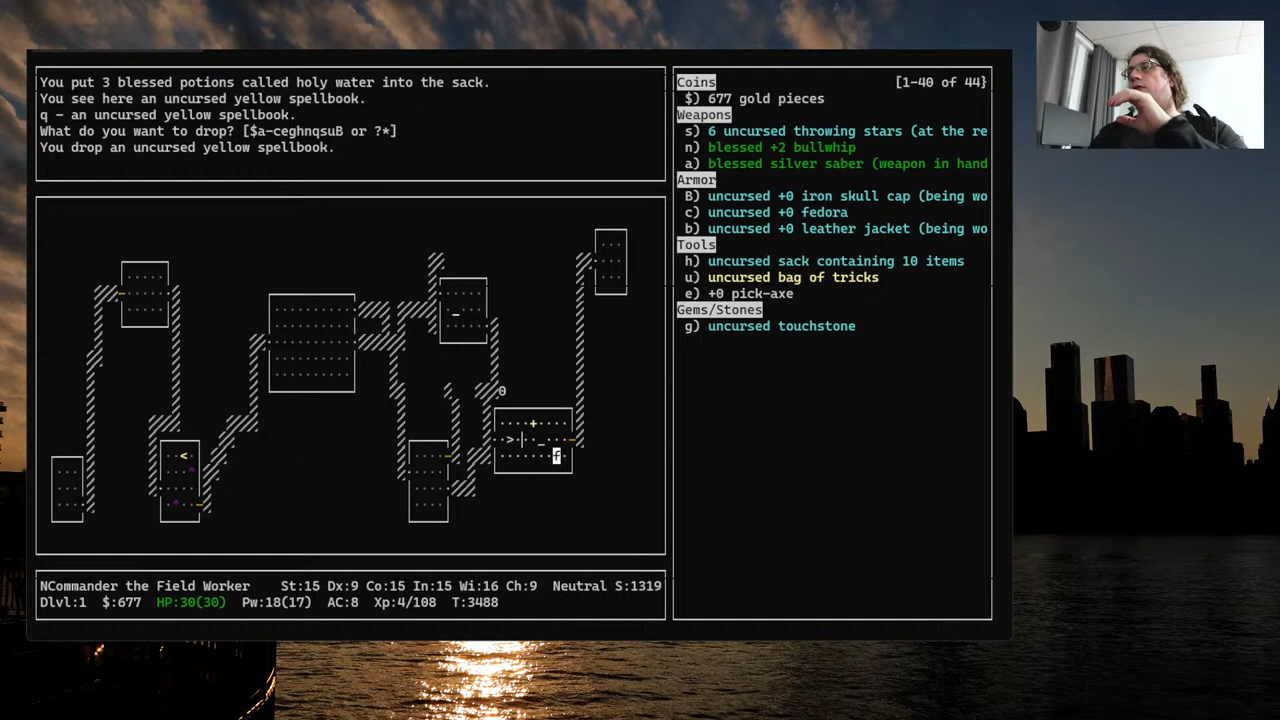 You put 3 blessed potions called holy water into the sack.
You see here an uncursed yellow spellbook.
q - an uncursed yellow spellbook.
What do you want to drop? [$a-ceghnqsuB or ?*]
You drop an uncursed yellow spellbook.
Coins [1-40 of 44}
$) 677 gold pieces
Weapons
s) 6 uncursed throwing stars (at the re
n) blessed +2 bullwhip
a) blessed silver saber (weapon in hand
Armor
B) uncursed +0 iron skull cap (being wo
c) uncursed +0 fedora
b) uncursed +0 leather jacket (being wo
Tools
h) uncursed sack containing 10 items
u) uncursed bag of tricks
e) +0 pick-axe
Gems/Stones
g) uncursed touchstone
NCommander the Field Worker St:15 Dx:9 Co:15 In:15 Wi:16 Ch:9 Neutral S:1319
Dlvl:1 $:677 HP:30(30) Pw:18(17) AC:8 Xp:4/108 T:3488